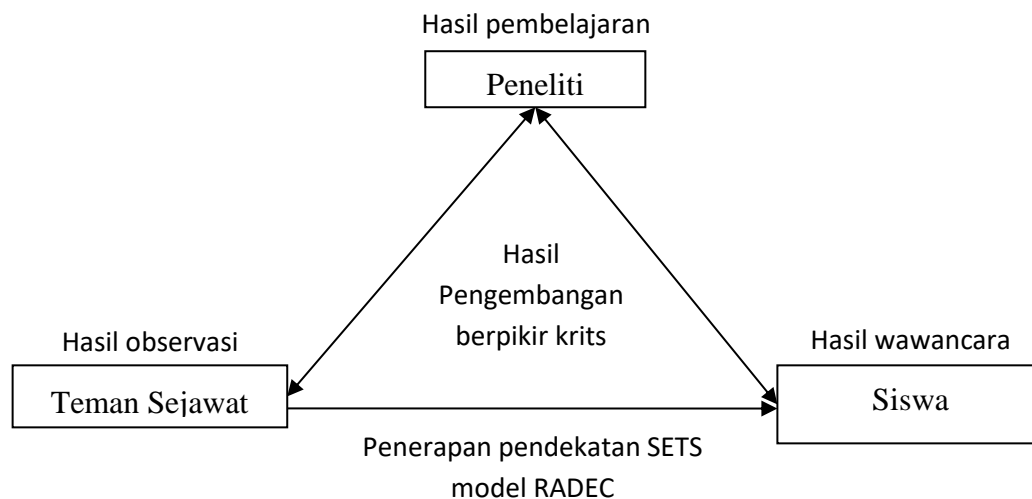 Hasil pembelajaran
Peneliti
Hasil
Pengembangan
berpikir krits
Hasil observasi
Teman Sejawat
Hasil wawancara
Siswa
Penerapan pendekatan SETS
model RADEC